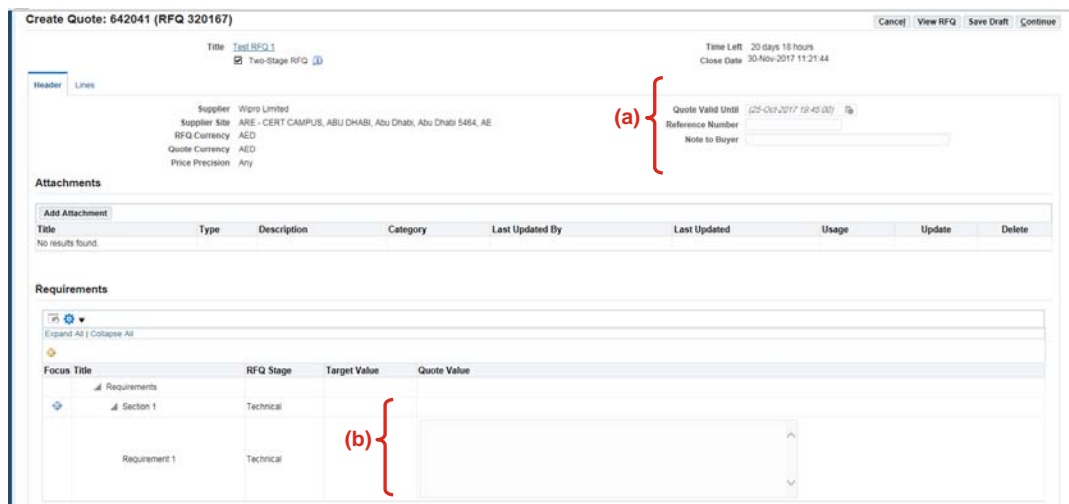 Create Quote: 642041 (RFQ 320167)
Cancel View RFQ Save Draft Continue
Title Test RFQ 1
Two-Stage RFQ
Time Left 20 days 18 hours
Close Date 30-Nov-2017 11:21:44
Header Lines
Supplier Wipro Limited
Supplier Site ARE - CERT CAMPUS, ABU DHABI, Abu Dhabi, Abu Dhabi 5464, AE
RFQ Currency AED
Quote Currency AED
Price Precision Any
(a)
Quote Valid Until (25-Oct-2017 19:45:00)
Reference Number
Note to Buyer
Attachments
Add Attachment
Title Type Description Category Last Updated By Last Updated Usage Update Delete
No results found.
Requirements
Expand All | Collapse All
Focus Title RFQ Stage Target Value Quote Value
Requirements
Section 1 Technical
(b)
Requirement 1 Technical